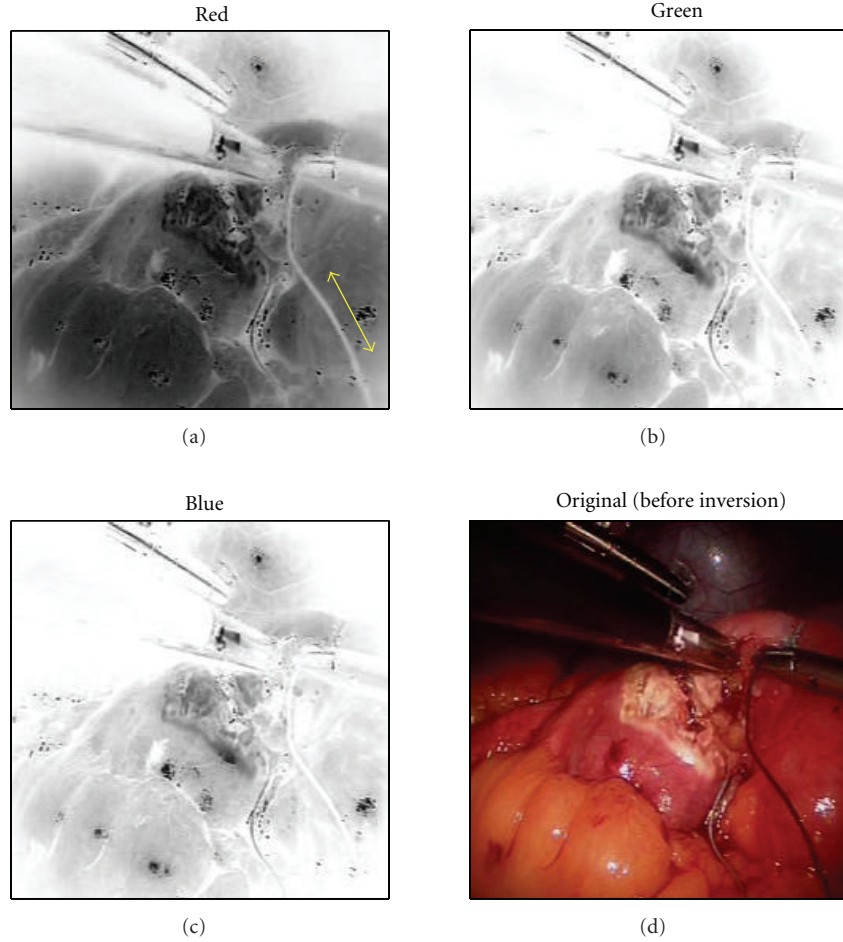 Red
Green
(a)
(b)
Blue
Original (before inversion)
(c)
(d)